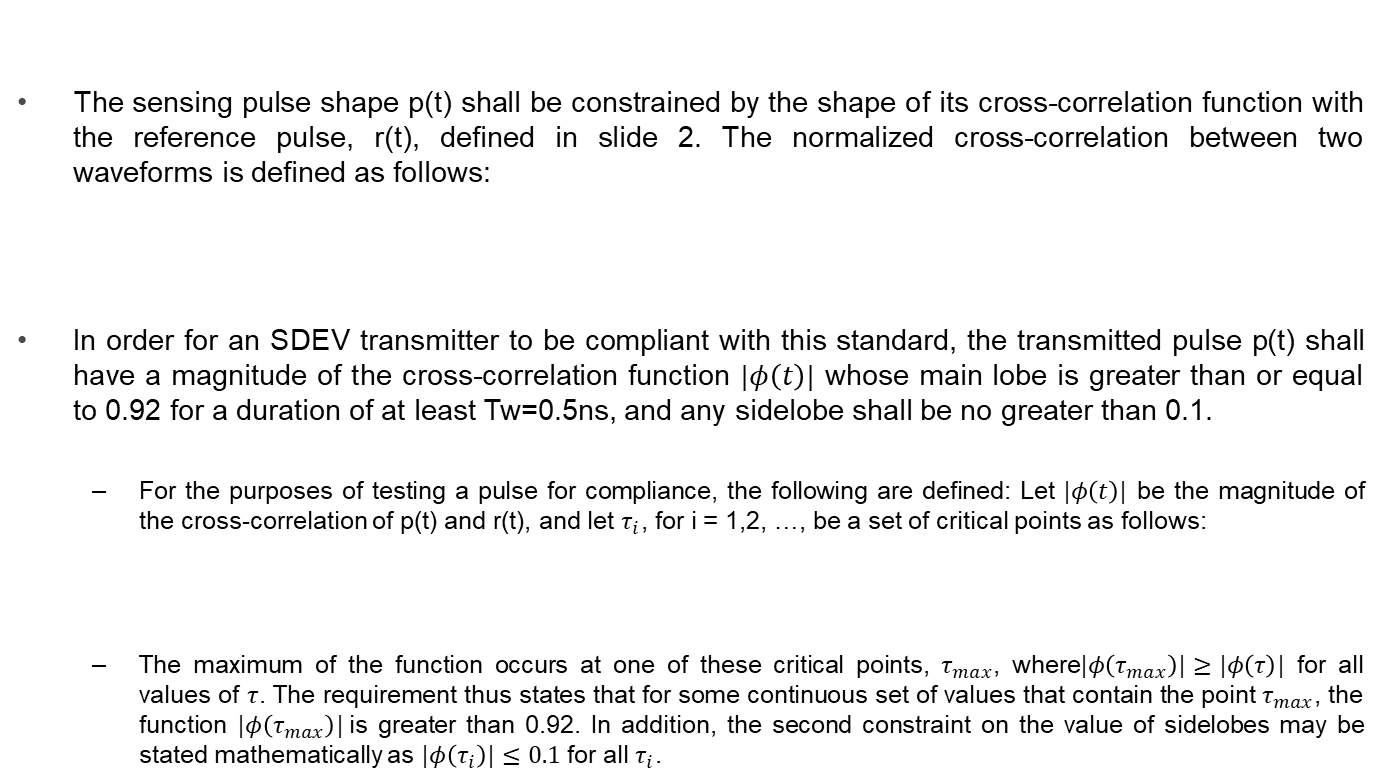 • The sensing pulse shape p(t) shall be constrained by the shape of its cross-correlation function with
the reference pulse, r(t), defined in slide 2. The normalized cross-correlation between two
waveforms is defined as follows:
• In order for an SDEV transmitter to be compliant with this standard, the transmitted pulse p(t) shall
have a magnitude of the cross-correlation function |𝜙(𝑡)| whose main lobe is greater than or equal
to 0.92 for a duration of at least Tw=0.5ns, and any sidelobe shall be no greater than 0.1.
– For the purposes of testing a pulse for compliance, the following are defined: Let |𝜙(𝑡)| be the magnitude of
the cross-correlation of p(t) and r(t), and let 𝜏𝑖, for i = 1,2, …, be a set of critical points as follows:
– The maximum of the function occurs at one of these critical points, 𝜏𝑚𝑎𝑥, where|𝜙(𝜏𝑚𝑎𝑥)| ≥ |𝜙(𝜏)| for all
values of 𝜏. The requirement thus states that for some continuous set of values that contain the point 𝜏𝑚𝑎𝑥, the
function |𝜙(𝜏𝑚𝑎𝑥)| is greater than 0.92. In addition, the second constraint on the value of sidelobes may be
stated mathematically as |𝜙(𝜏𝑖)| ≤ 0.1 for all 𝜏𝑖.